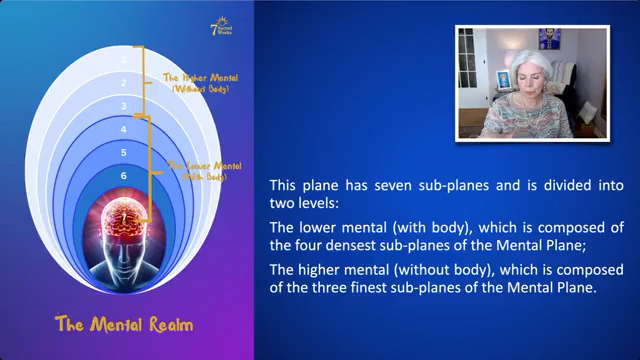 7 Sacred
Weeks
1
The Higher Mental
(Without Body)
2
3
4
5
The Lower Mental
(With Body)
6
7
The Mental Realm
This plane has seven sub-planes and is divided into
two levels:
The lower mental (with body), which is composed of
the four densest sub-planes of the Mental Plane;
The higher mental (without body), which is composed
of the three finest sub-planes of the Mental Plane.